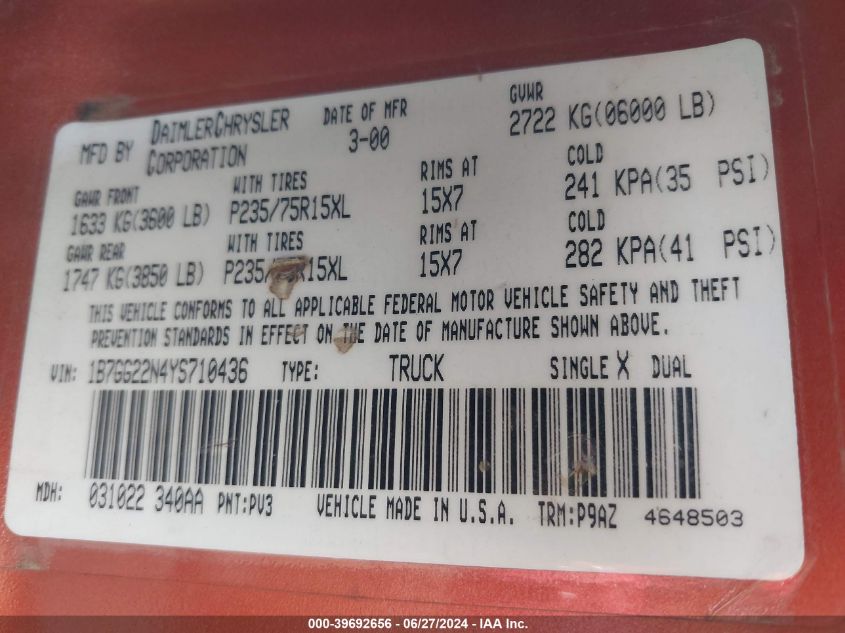 MFD BY DAIMLERCHRYSLER CORPORATION DATE OF MFR 3-00 GVWR 2722 KG(06000 LB)
GAWR FRONT WITH TIRES RIMS AT COLD
1633 KG(3600 LB) P235/75R15XL 15X7 241 KPA(35 PSI)
GAWR REAR WITH TIRES RIMS AT COLD
1747 KG(3850 LB) P235/75R15XL 15X7 282 KPA(41 PSI)
THIS VEHICLE CONFORMS TO ALL APPLICABLE FEDERAL MOTOR VEHICLE SAFETY AND THEFT
PREVENTION STANDARDS IN EFFECT ON THE DATE OF MANUFACTURE SHOWN ABOVE.
VIN: 1B7GG22N4YS710436 TYPE: TRUCK SINGLE X DUAL
MDH: 031022 340AA PNT:PV3 VEHICLE MADE IN U.S.A. TRM:P9AZ 4648503
000-39692656 - 06/27/2024 - IAA Inc.